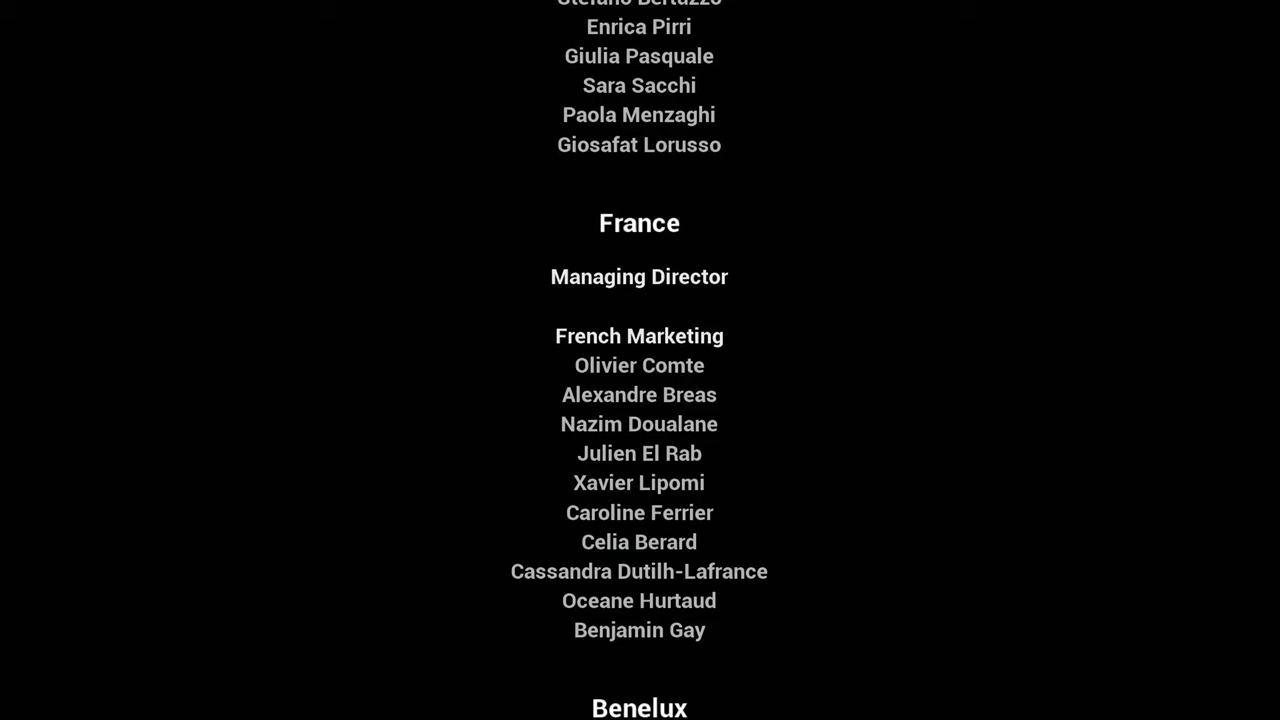 Stefano Bertuzzo
Enrica Pirri
Giulia Pasquale
Sara Sacchi
Paola Menzaghi
Giosafat Lorusso
France
Managing Director
French Marketing
Olivier Comte
Alexandre Breas
Nazim Doualane
Julien El Rab
Xavier Lipomi
Caroline Ferrier
Celia Berard
Cassandra Dutilh-Lafrance
Oceane Hurtaud
Benjamin Gay
Benelux